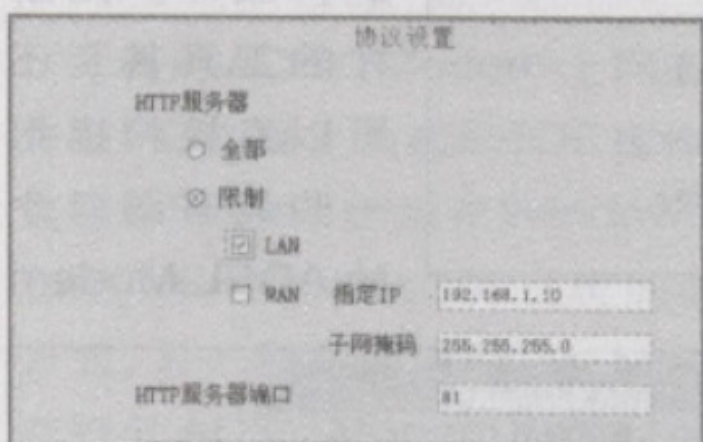 协议设置
HTTP服务器
全部
限制
LAN
WAN 指定IP 192.168.1.10
子网掩码 255.255.255.0
HTTP服务器端口 81